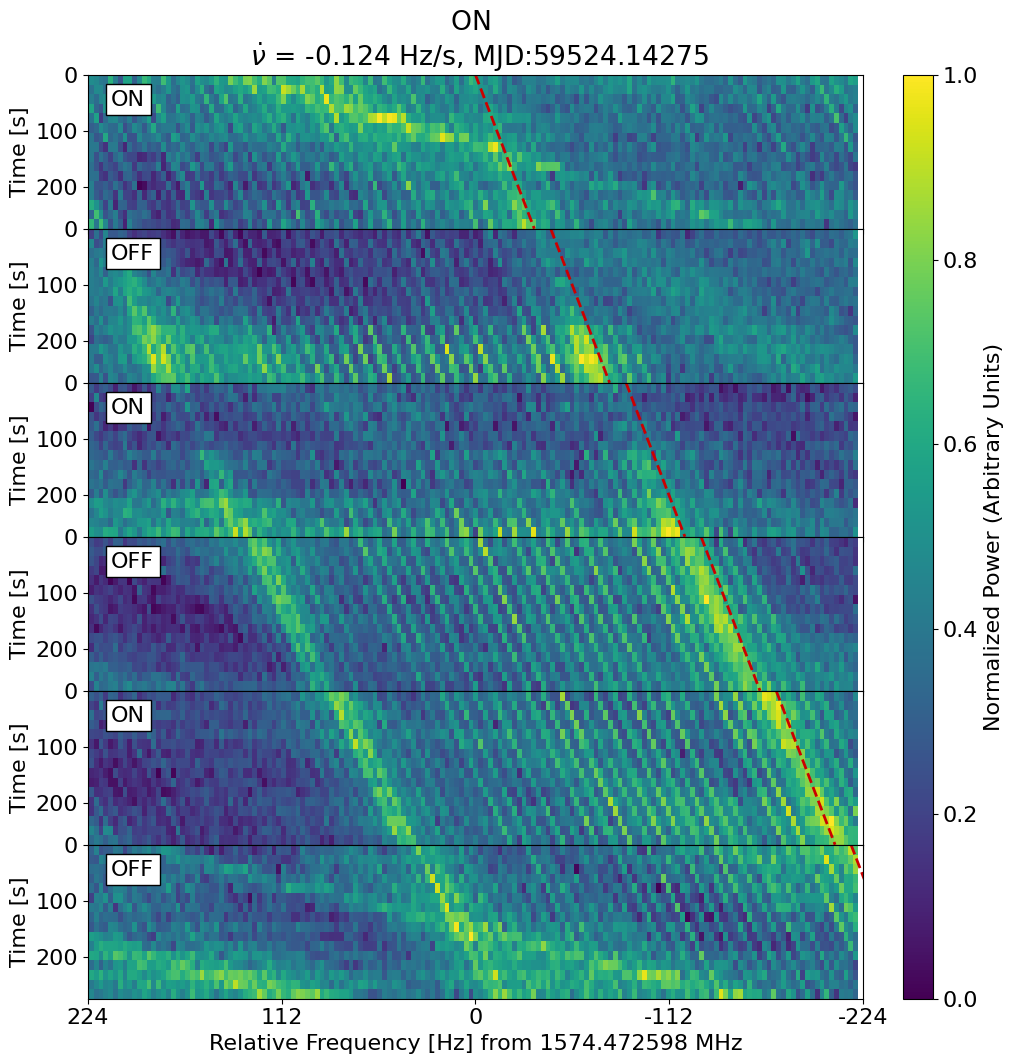 ON
ν̇ = -0.124 Hz/s, MJD:59524.14275
0
100
200
Time [s]
ON
0
100
200
Time [s]
OFF
0
100
200
Time [s]
ON
0
100
200
Time [s]
OFF
0
100
200
Time [s]
ON
0
100
200
Time [s]
OFF
224 112 0 -112 -224
Relative Frequency [Hz] from 1574.472598 MHz
1.0
0.8
0.6
0.4
0.2
0.0
Normalized Power (Arbitrary Units)